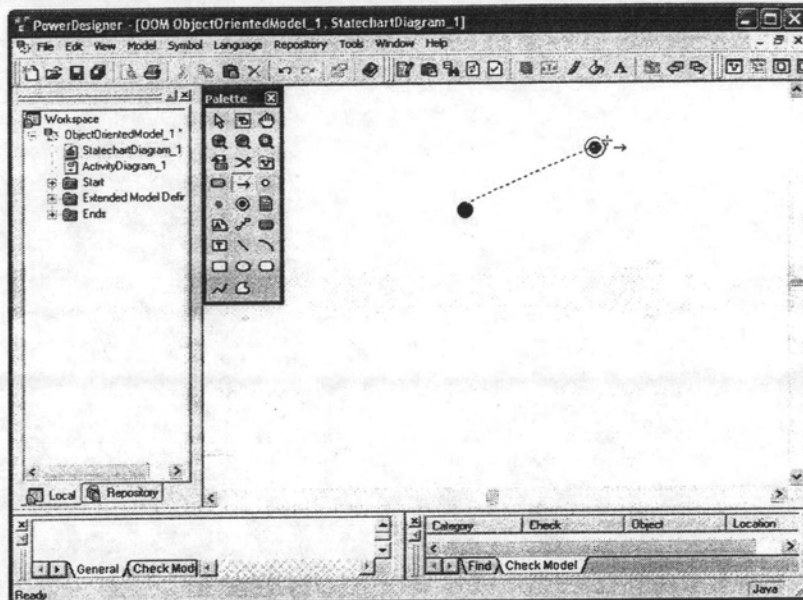 PowerDesigner - [OOM ObjectOrientedModel_1, StatechartDiagram_1]
File Edit View Model Symbol Language Repository Tools Window Help
Palette
Workspace
ObjectOrientedModel_1 *
StatechartDiagram_1
ActivityDiagram_1
Start
Extended Model Defir
Ends
Local Repository
Category Check Object Location
General Check Mod
Find Check Model
Ready
Java